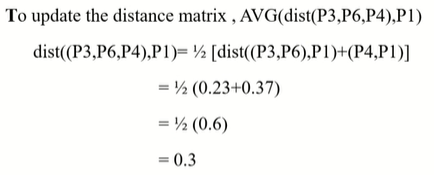 To update the distance matrix , AVG(dist(P3,P6,P4),P1)
dist((P3,P6,P4),P1)= ½ [dist((P3,P6),P1)+(P4,P1)]
= ½ (0.23+0.37)
= ½ (0.6)
= 0.3